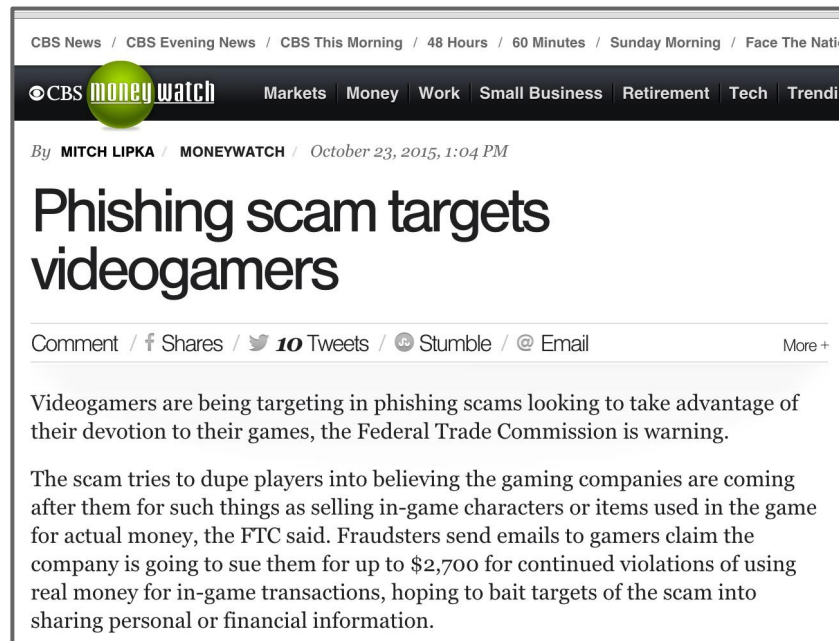 CBS News / CBS Evening News / CBS This Morning / 48 Hours / 60 Minutes / Sunday Morning / Face The
CBS money watch Markets Money Work Small Business Retirement Tech
By MITCH LIPKA / MONEYWATCH / October 23, 2015, 1:04 PM
Phishing scam targets
videogamers
Comment / f Shares / 10 Tweets / Stumble / @ Email More +
Videogamers are being targeting in phishing scams looking to take advantage of
their devotion to their games, the Federal Trade Commission is warning.
The scam tries to dupe players into believing the gaming companies are coming
after them for such things as selling in-game characters or items used in the game
for actual money, the FTC said. Fraudsters send emails to gamers claim the
company is going to sue them for up to $2,700 for continued violations of using
real money for in-game transactions, hoping to bait targets of the scam into
sharing personal or financial information.